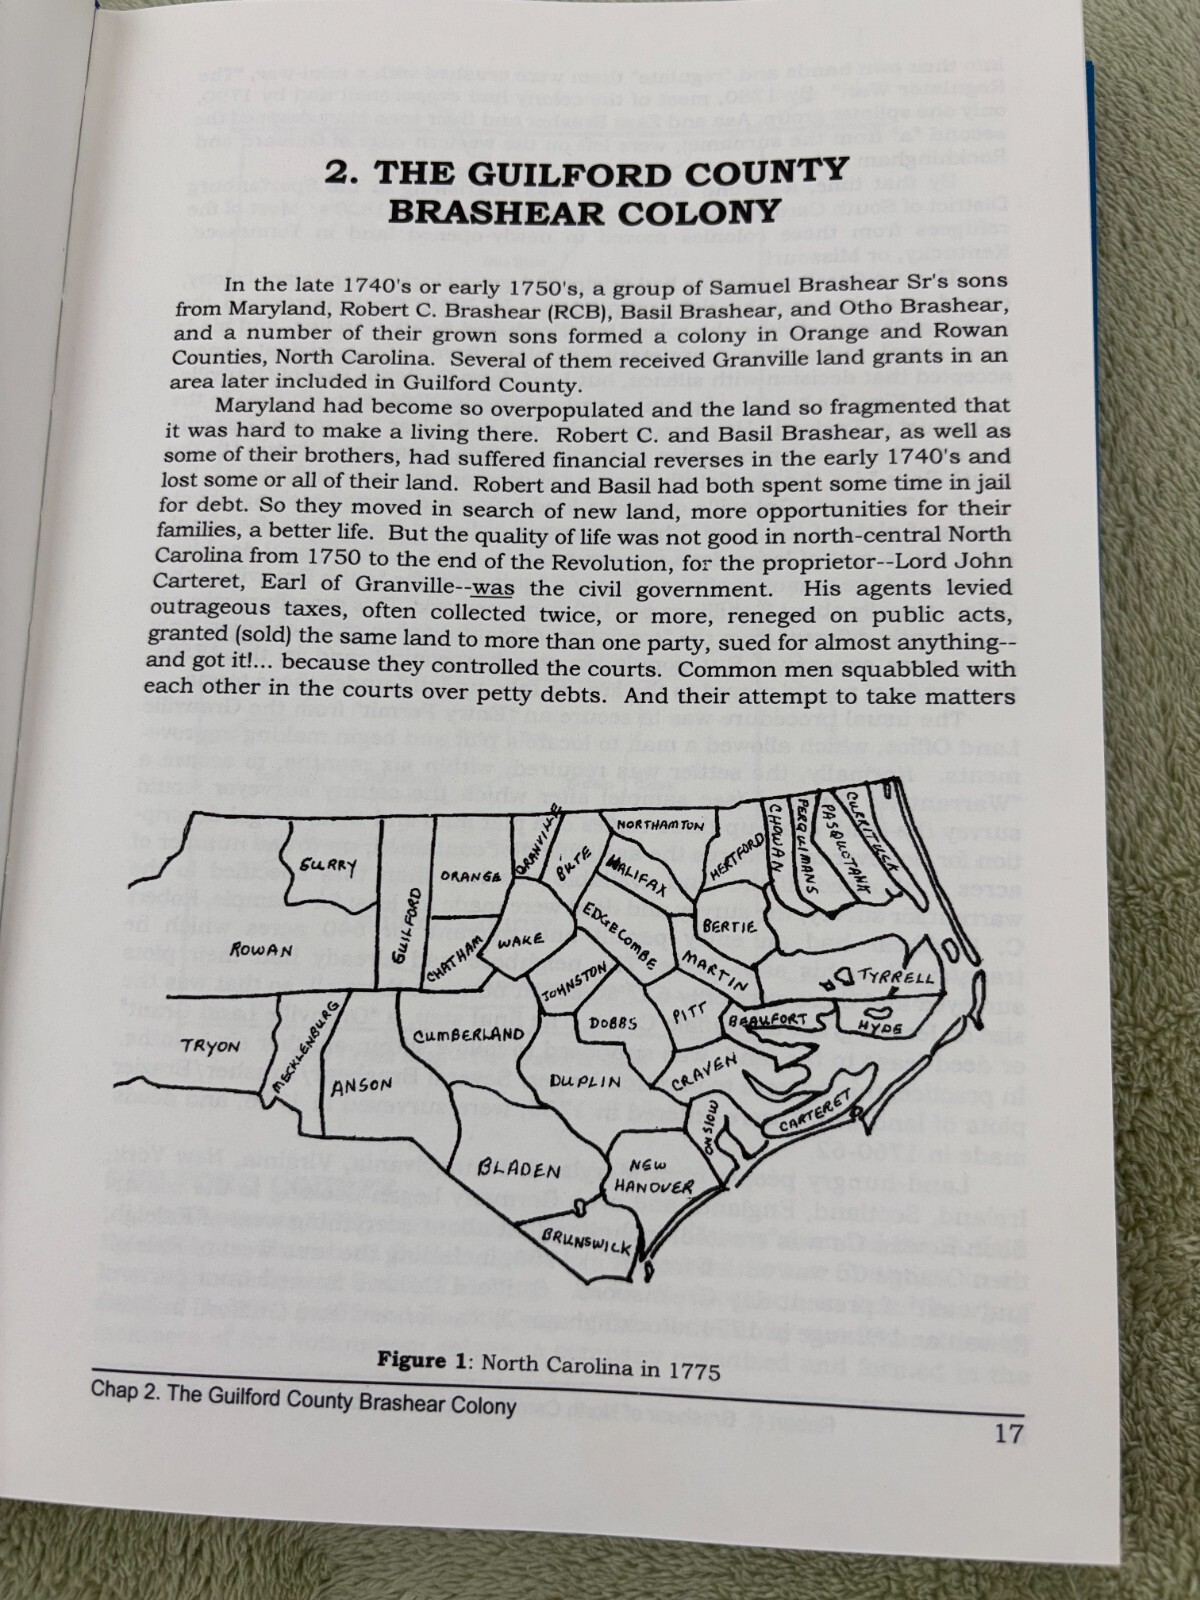 2. THE GUILFORD COUNTY
BRASHEAR COLONY
In the late 1740's or early 1750's, a group of Samuel Brashear Sr's sons
from Maryland, Robert C. Brashear (RCB), Basil Brashear, and Otho Brashear,
and a number of their grown sons formed a colony in Orange and Rowan
Counties, North Carolina. Several of them received Granville land grants in an
area later included in Guilford County.
Maryland had become so overpopulated and the land so fragmented that
it was hard to make a living there. Robert C. and Basil Brashear, as well as
some of their brothers, had suffered financial reverses in the early 1740's and
lost some or all of their land. Robert and Basil had both spent some time in jail
for debt. So they moved in search of new land, more opportunities for their
families, a better life. But the quality of life was not good in north-central North
Carolina from 1750 to the end of the Revolution, for the proprietor--Lord John
Carteret, Earl of Granville--was the civil government. His agents levied
outrageous taxes, often collected twice, or more, reneged on public acts,
granted (sold) the same land to more than one party, sued for almost anything--
and got it!... because they controlled the courts. Common men squabbled with
each other in the courts over petty debts. And their attempt to take matters
SURRY
ROWAN
GUILFORD
ORANGE
CHATHAM
GRANVILLE
BUTE
WAKE
NORTHAMTON
HALIFAX
EDGECOMBE
HERTFORD
CHOWAN
PERQUIMANS
PASQUOTANK
CURRITUCK
BERTIE
MARTIN
TYRRELL
JOHNSTON
DOBBS
PITT
BEAUFORT
HYDE
TRYON
MECKLENBURG
ANSON
CUMBERLAND
DUPLIN
CRAVEN
CARTERET
ONSLOW
BLADEN
NEW
HANOVER
BRUNSWICK
Figure 1: North Carolina in 1775
Chap 2. The Guilford County Brashear Colony
17